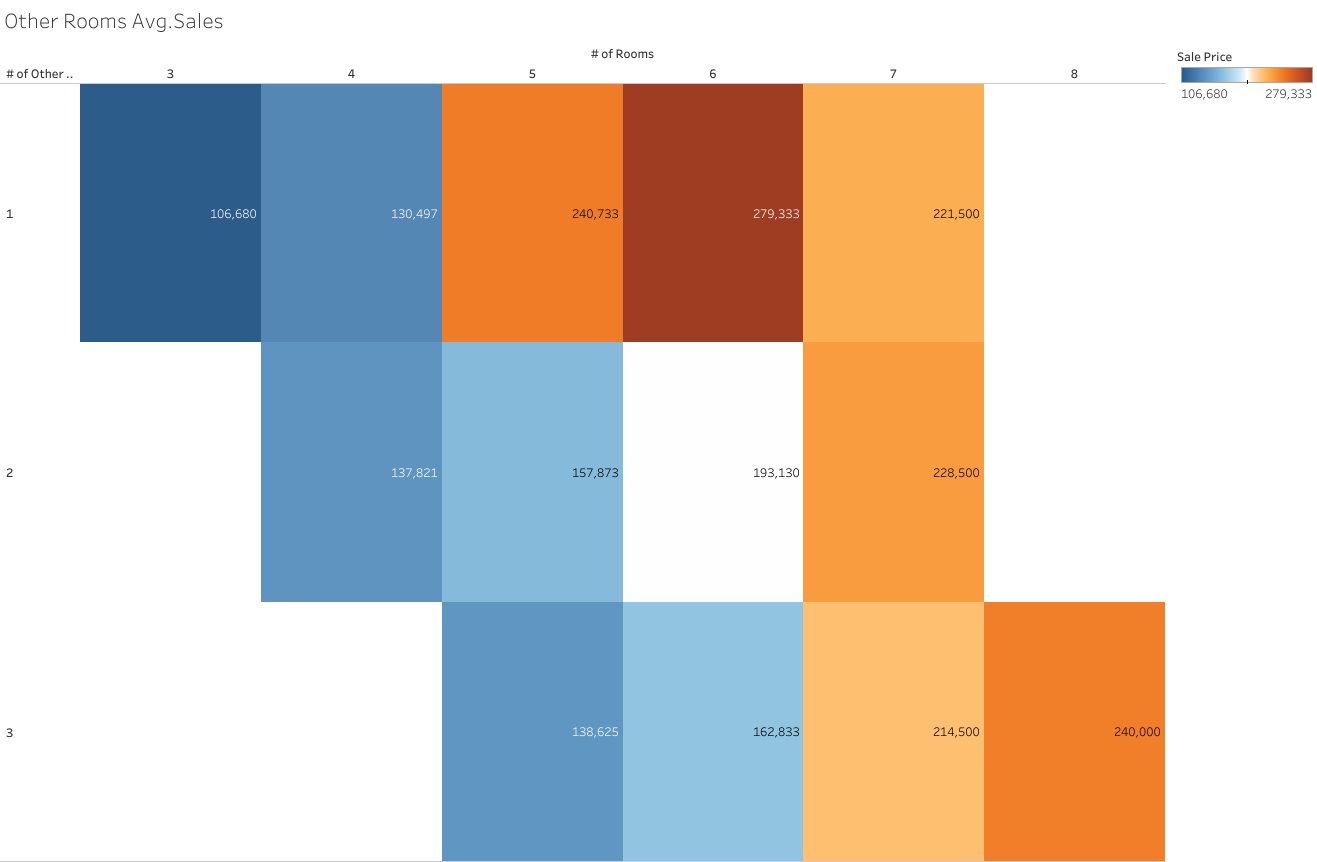 Other Rooms Avg.Sales
# of Rooms
Sale Price
# of Other .. 3 4 5 6 7 8
106,680 279,333
1 106,680 130,497 240,733 279,333 221,500
2 137,821 157,873 193,130 228,500
3 138,625 162,833 214,500 240,000